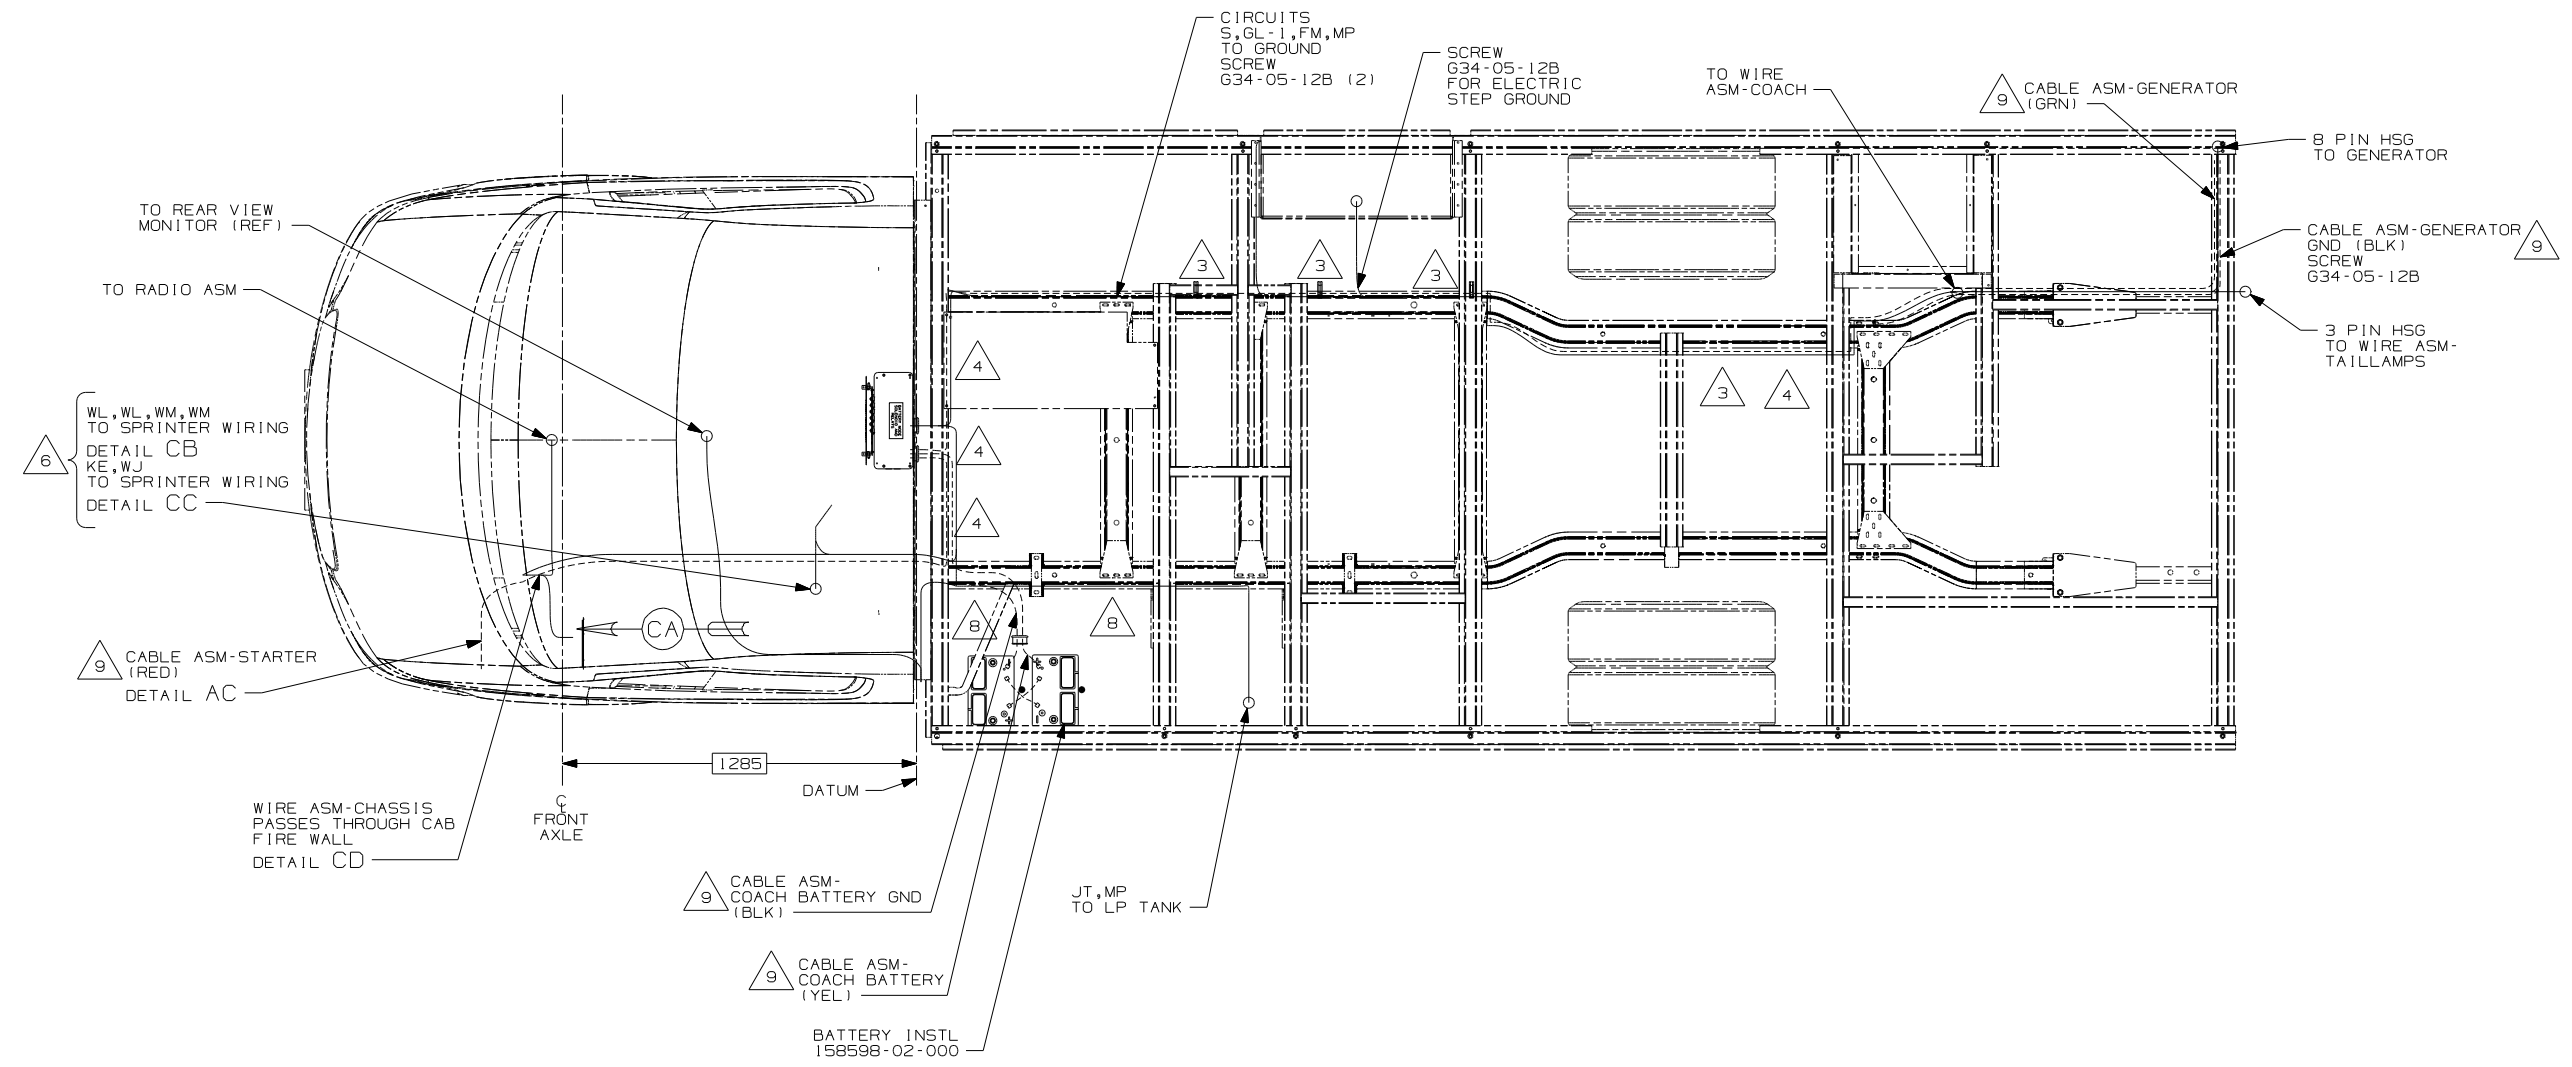 CIRCUITS
S,GL-1,FM,MP
TO GROUND
SCREW
G34-05-12B (2)
SCREW
G34-05-12B
FOR ELECTRIC
STEP GROUND
TO WIRE
ASM-COACH
9
CABLE ASM-GENERATOR
(GRN)
8 PIN HSG
TO GENERATOR
TO REAR VIEW
MONITOR (REF)
CABLE ASM-GENERATOR
GND (BLK)
SCREW
G34-05-12B
9
3
3
3
TO RADIO ASM
3 PIN HSG
TO WIRE ASM-
TAILLAMPS
4
3
4
6
WL,WL,WM,WM
TO SPRINTER WIRING
DETAIL CB
KE,WJ
TO SPRINTER WIRING
DETAIL CC
4
4
CA
8
8
9
CABLE ASM-STARTER
(RED)
DETAIL AC
1285
DATUM
CL
FRONT
AXLE
WIRE ASM-CHASSIS
PASSES THROUGH CAB
FIRE WALL
DETAIL CD
9
CABLE ASM-
COACH BATTERY GND
(BLK)
JT,MP
TO LP TANK
9
CABLE ASM-
COACH BATTERY
(YEL)
BATTERY INSTL
158598-02-000